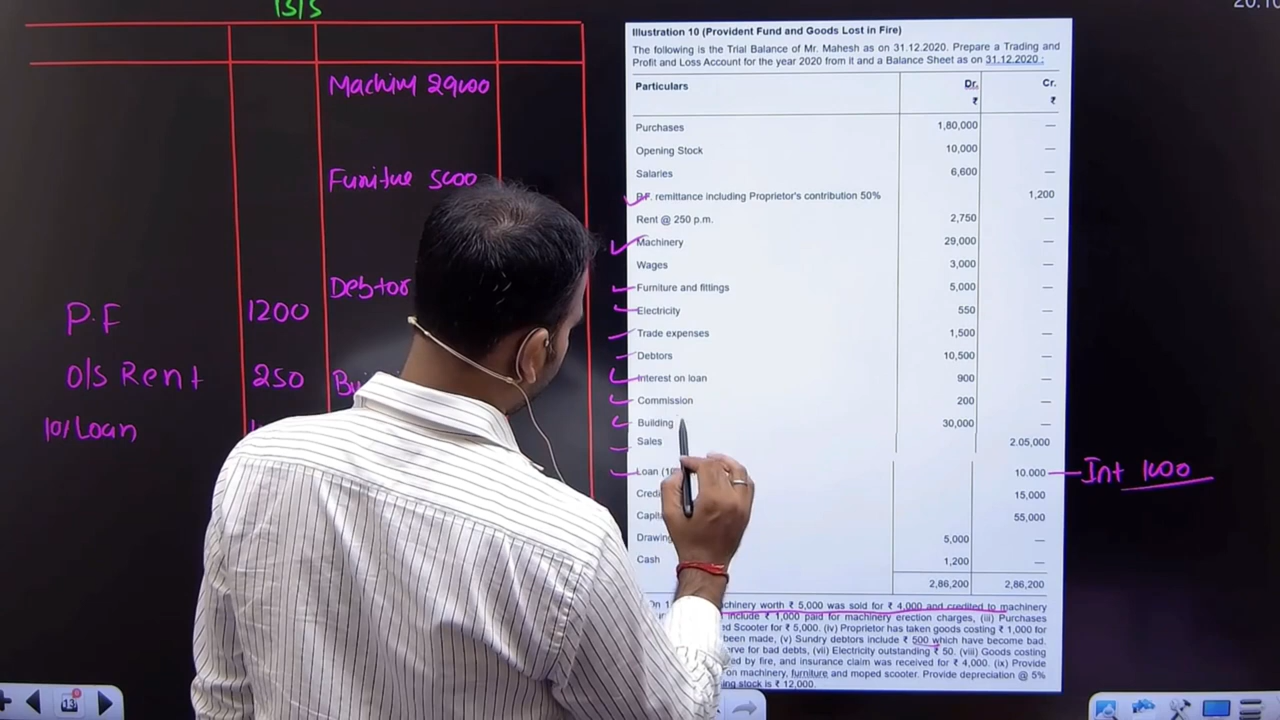 B/S
20:10
Machinry 29000
Funitue 5000
Debtor
P.F 1200
O/S Rent 250
10/Loan
Int 1000
Illustration 10 (Provident Fund and Goods Lost in Fire)
The following is the Trial Balance of Mr. Mahesh as on 31.12.2020. Prepare a Trading and
Profit and Loss Account for the year 2020 from it and a Balance Sheet as on 31.12.2020 :
Particulars Dr. Cr.
₹ ₹
Purchases 1,80,000 —
Opening Stock 10,000 —
Salaries 6,600 —
P.F. remittance including Proprietor's contribution 50% 1,200
Rent @ 250 p.m. 2,750 —
Machinery 29,000 —
Wages 3,000 —
Furniture and fittings 5,000 —
Electricity 550 —
Trade expenses 1,500 —
Debtors 10,500 —
Interest on loan 900 —
Commission 200 —
Building 30,000 —
Sales 2.05,000
Loan 10.000
15,000
55,000
5,000 —
Cash 1,200 —
2,86,200 2,86,200
worth ₹ 5,000 was sold for ₹ 4,000 and credited to machinery
include ₹ 1,000 paid for machinery erection charges, (iii) Purchases
Scooter for ₹ 5,000. (iv) Proprietor has taken goods costing ₹ 1,000 for
been made, (v) Sundry debtors include ₹ 500 which have become bad.
for bad debts, (vii) Electricity outstanding ₹ 50. (viii) Goods costing
by fire, and insurance claim was received for ₹ 4,000. (ix) Provide
on machinery, furniture and moped scooter. Provide depreciation @ 5%
stock is ₹ 12,000.
13